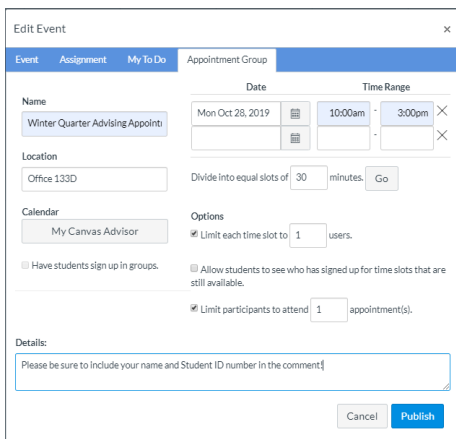 Edit Event
×
Event Assignment My To Do Appointment Group
Name
Winter Quarter Advising
Location
Office 133D
Calendar
My Canvas Advisor
Have students sign up in groups.
Date Time Range
Mon Oct 28, 2019 10:00am - 3:00pm ×
- ×
Divide into equal slots of 30 minutes. Go
Options
Limit each time slot to 1 users.
Allow students to see who has signed up for time slots that are
still available.
Limit participants to attend 1 appointment(s).
Details:
Please be sure to include your name and Student ID number in the comment!
Cancel Publish